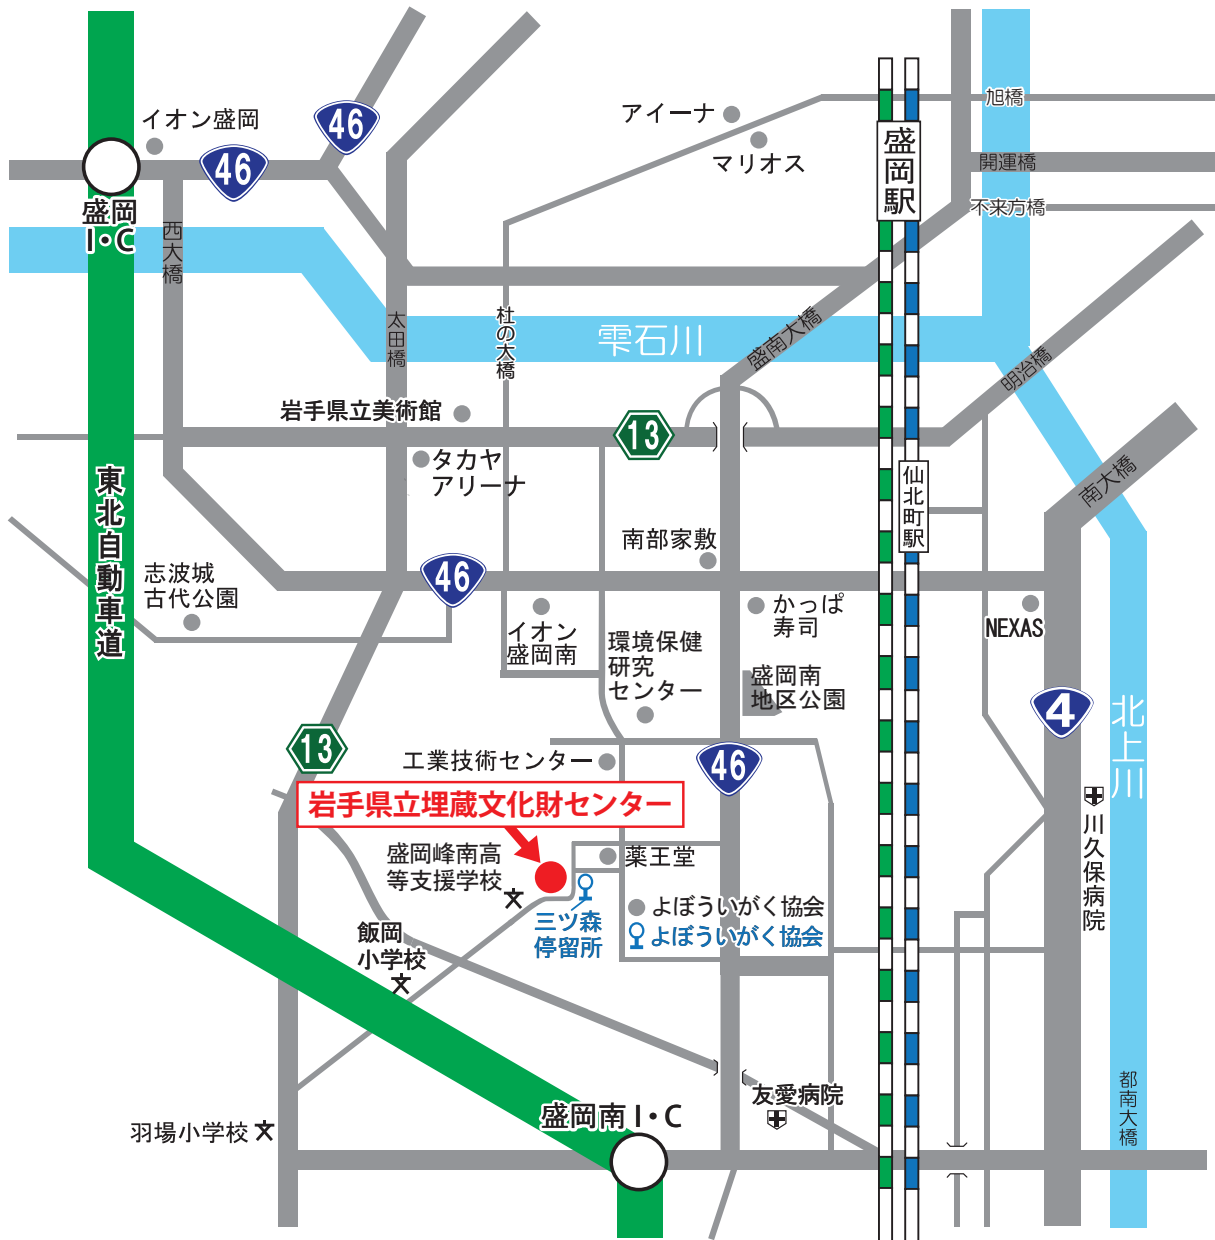 イオン盛岡
46
46
盛岡
I・C
西大橋
アイーナ
マリオス
盛岡駅
旭橋
開運橋
不来方橋
太田橋
杜の大橋
雫石川
盛南大橋
明治橋
岩手県立美術館
13
タカヤ
アリーナ
仙北町駅
南大橋
東北自動車道
南部家敷
志波城
古代公園
46
イオン
盛岡南
環境保健
研究
センター
かっぱ
寿司
NEXAS
盛岡南
地区公園
北上川
4
13
工業技術センター
46
岩手県立埋蔵文化財センター
川久保病院
盛岡峰南高
等支援学校
薬王堂
三ツ森
停留所
よぼういがく協会
よぼういがく協会
飯岡
小学校
都南大橋
友愛病院
盛岡南I・C
羽場小学校